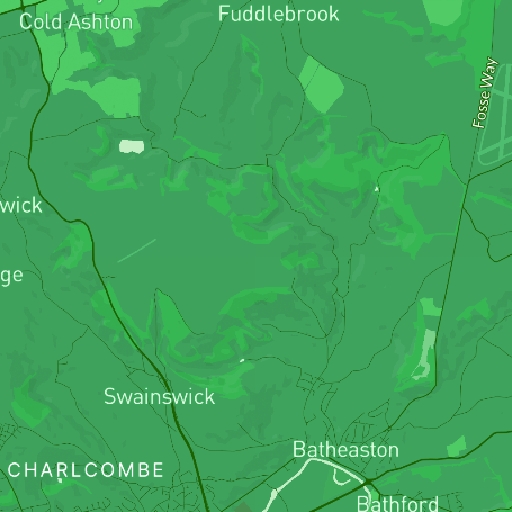 Fuddlebrook
Cold Ashton
Fosse Way
wick
ge
Swainswick
Batheaston
CHARLCOMBE
Bathford